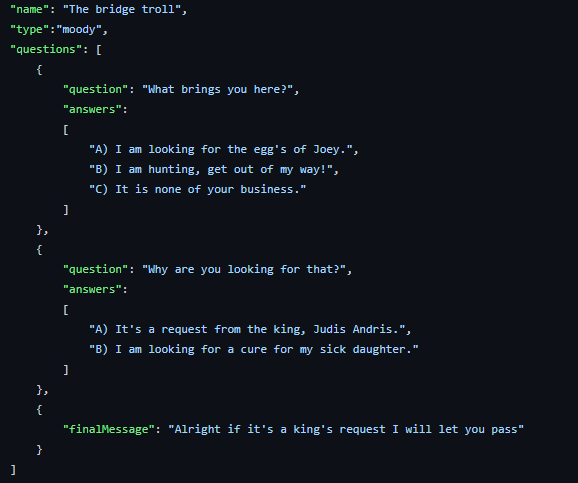 "name": "The bridge troll",
"type":"moody",
"questions": [
{
"question": "What brings you here?",
"answers":
[
"A) I am looking for the egg's of Joey.",
"B) I am hunting, get out of my way!",
"C) It is none of your business."
]
},
{
"question": "Why are you looking for that?",
"answers":
[
"A) It's a request from the king, Judis Andris.",
"B) I am looking for a cure for my sick daughter."
]
},
{
"finalMessage": "Alright if it's a king's request I will let you pass"
}
]